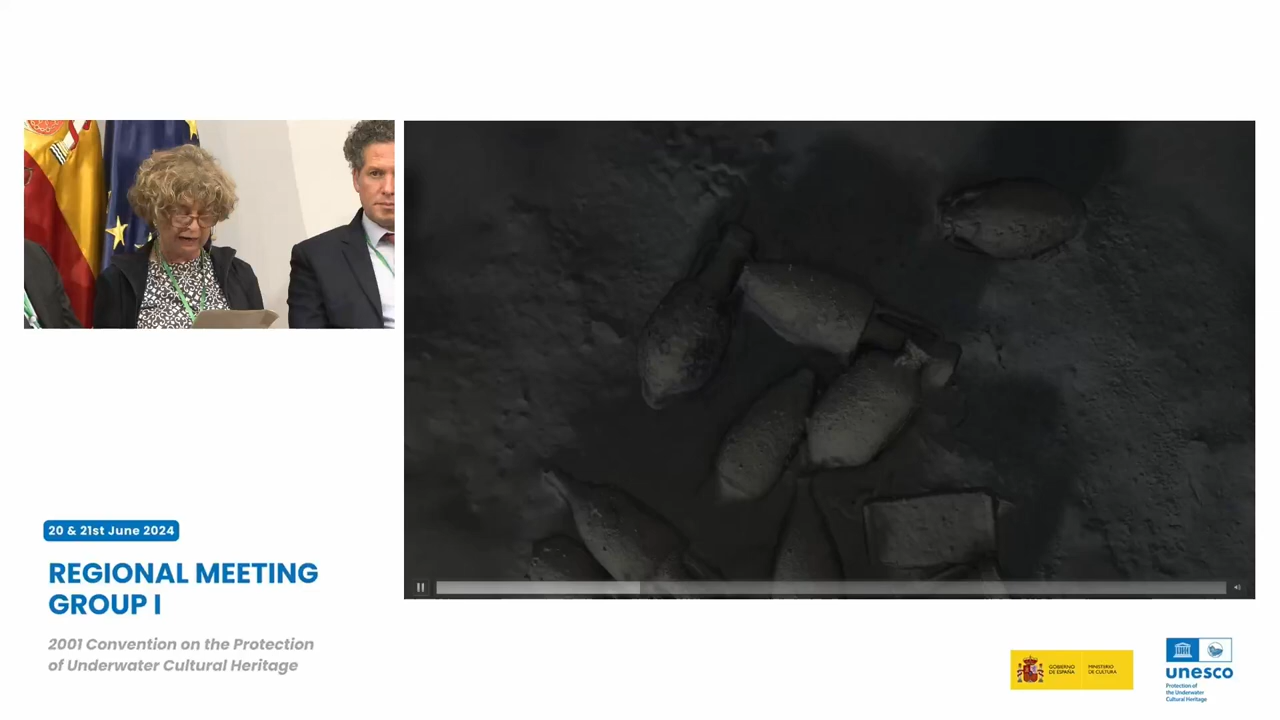 20 & 21st June 2024
REGIONAL MEETING
GROUP I
2001 Convention on the Protection
of Underwater Cultural Heritage
GOBIERNO
DE ESPAÑA
MINISTERIO
DE CULTURA
unesco
Protection of
the Underwater
Cultural Heritage